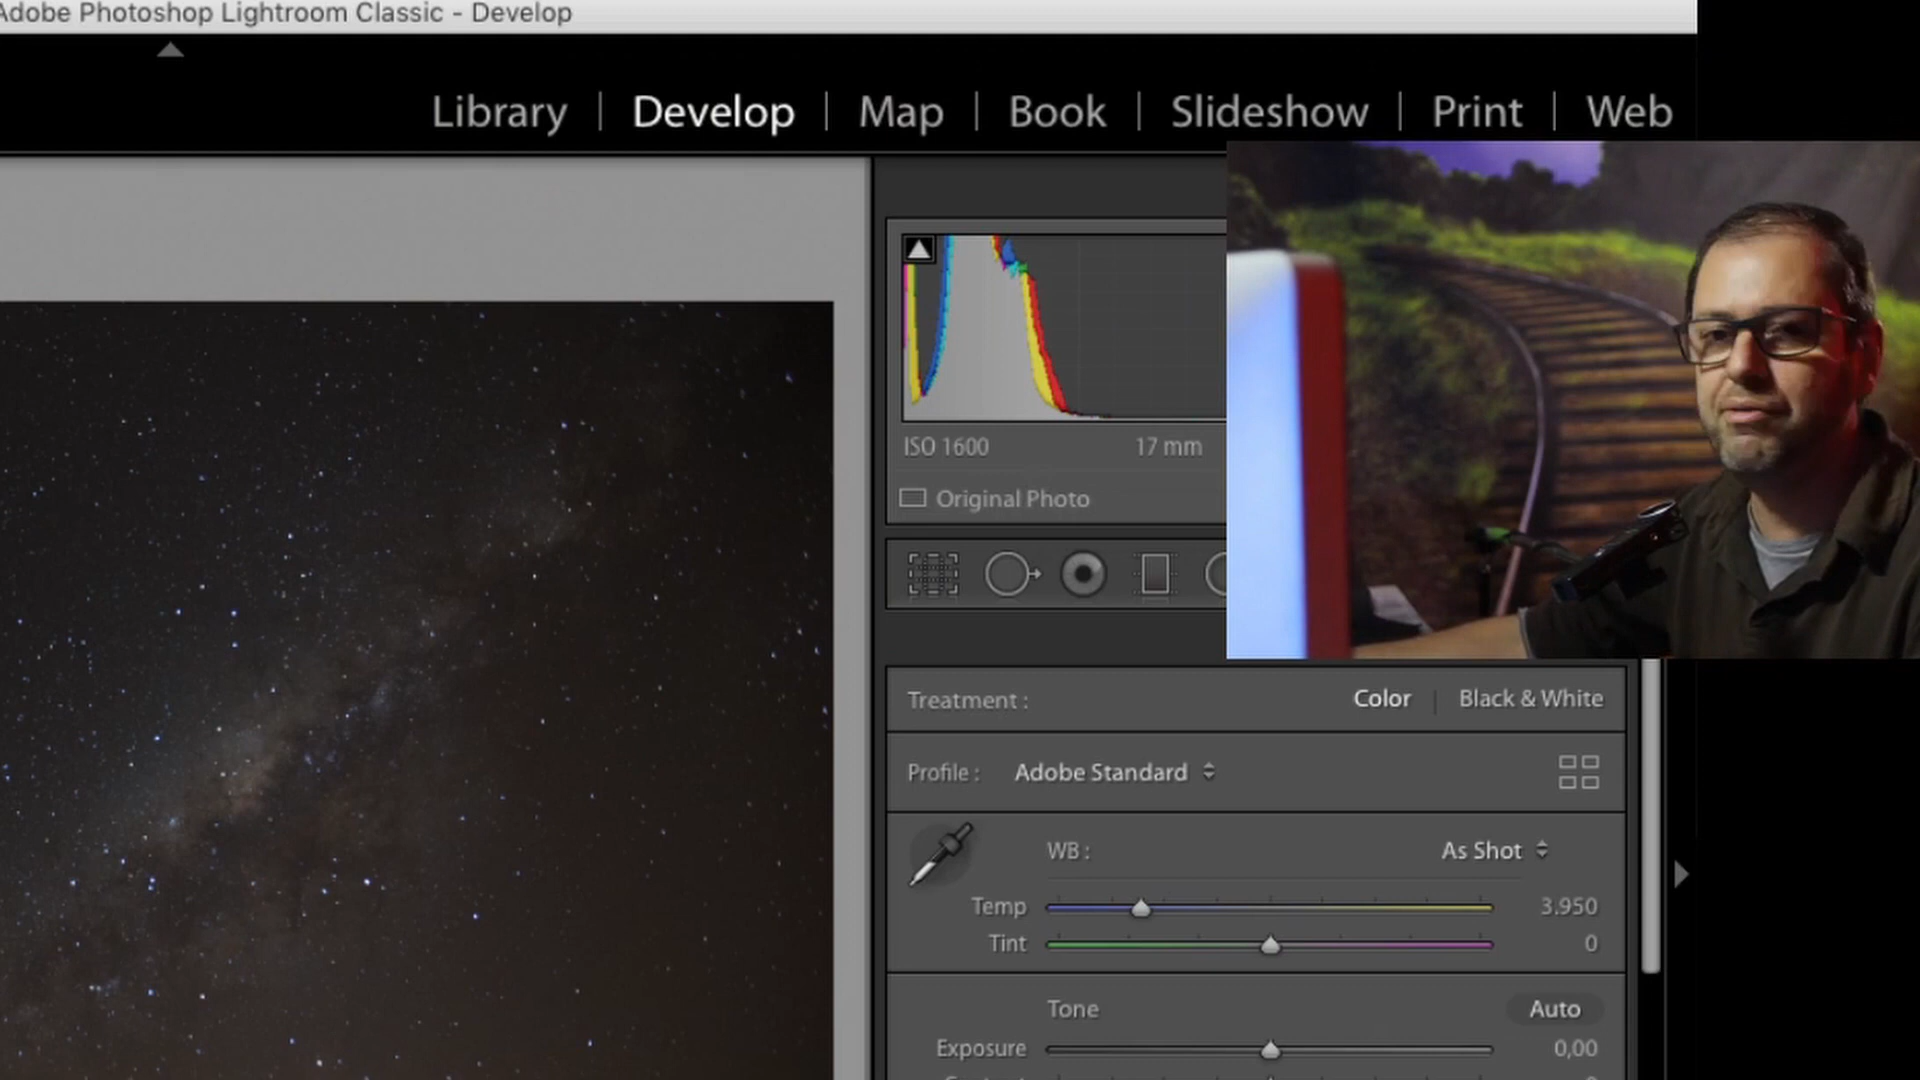 Adobe Photoshop Lightroom Classic - Develop
Library | Develop | Map | Book | Slideshow | Print | Web
ISO 1600 17 mm
Original Photo
Treatment : Color | Black & White
Profile : Adobe Standard
WB : As Shot
Temp 3.950
Tint 0
Tone Auto
Exposure 0,00